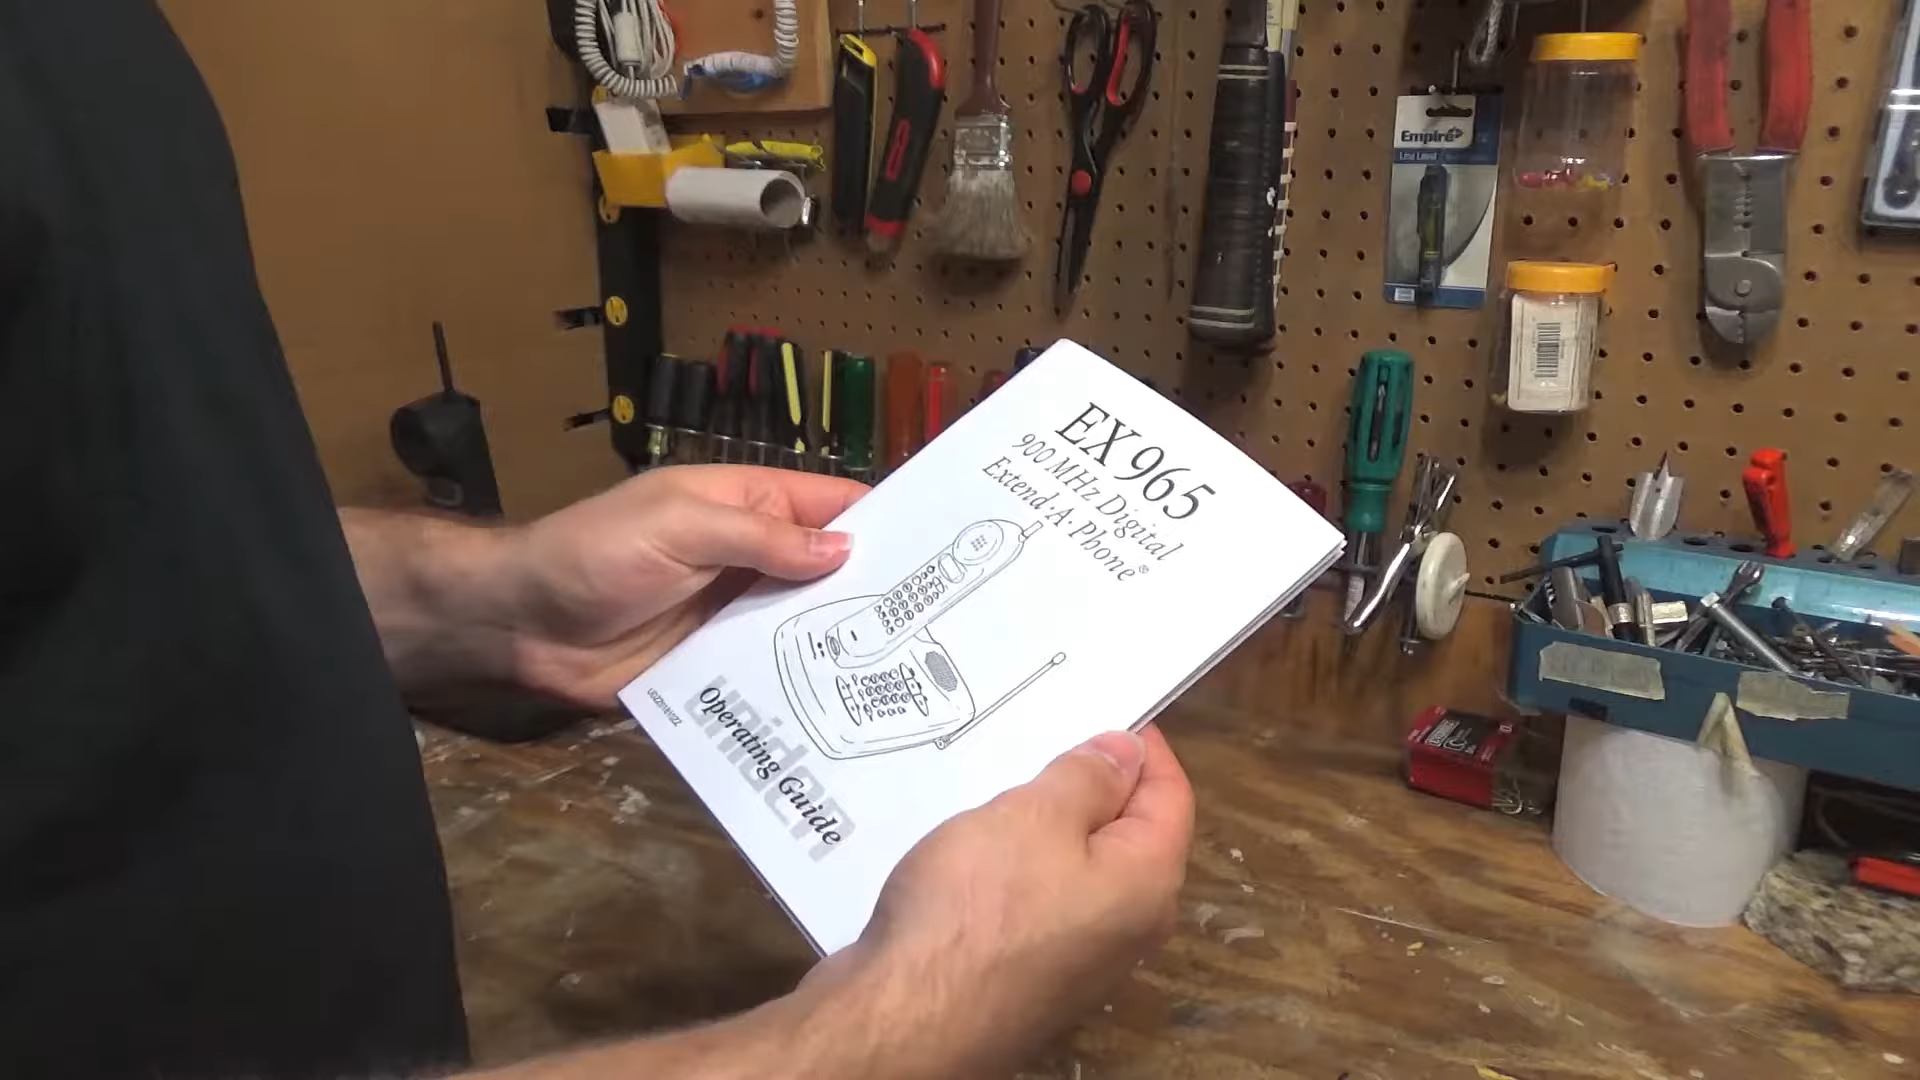 EX 965
900 MHz Digital
Extend·A·Phone®
uniden
Operating Guide
Empire